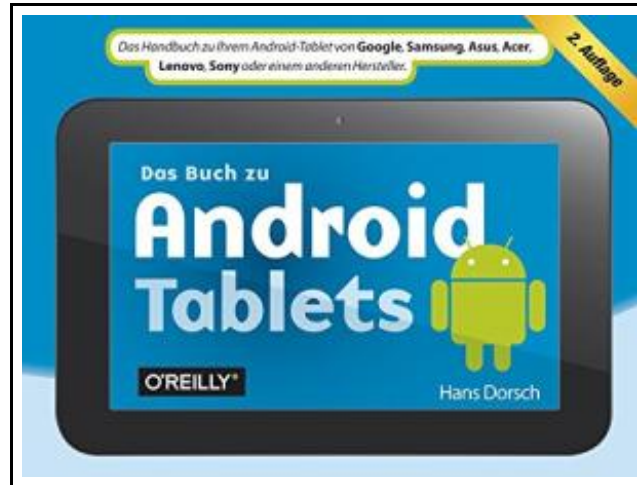 Das Handbuch zu Ihrem Android-Tablet von Google, Samsung, Asus, Acer,
Lenovo, Sony oder einem anderen Hersteller.
2. Auflage
Das Buch zu
Android
Tablets
O'REILLY®
Hans Dorsch